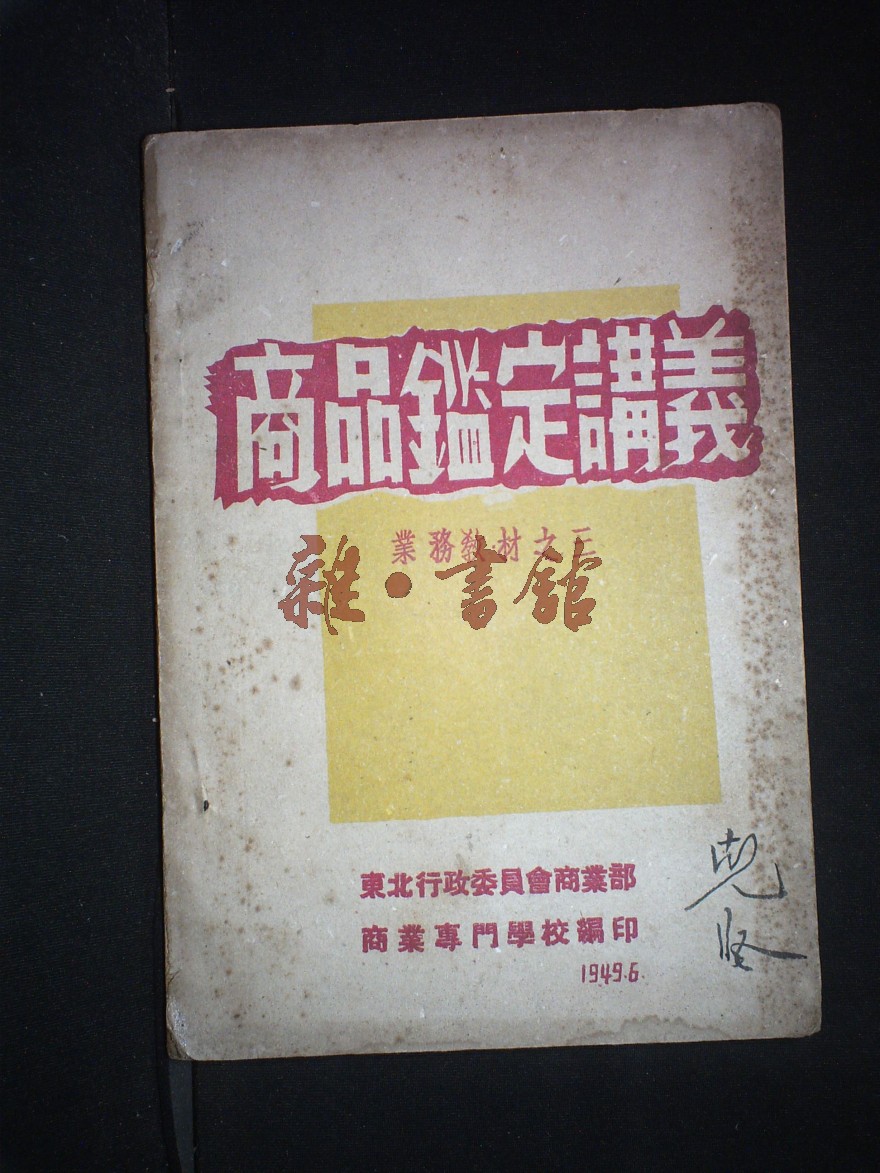 商品鑑定講義
業務教材之三
雜·書館
東北行政委員會商業部
商業專門學校編印
1949.6.